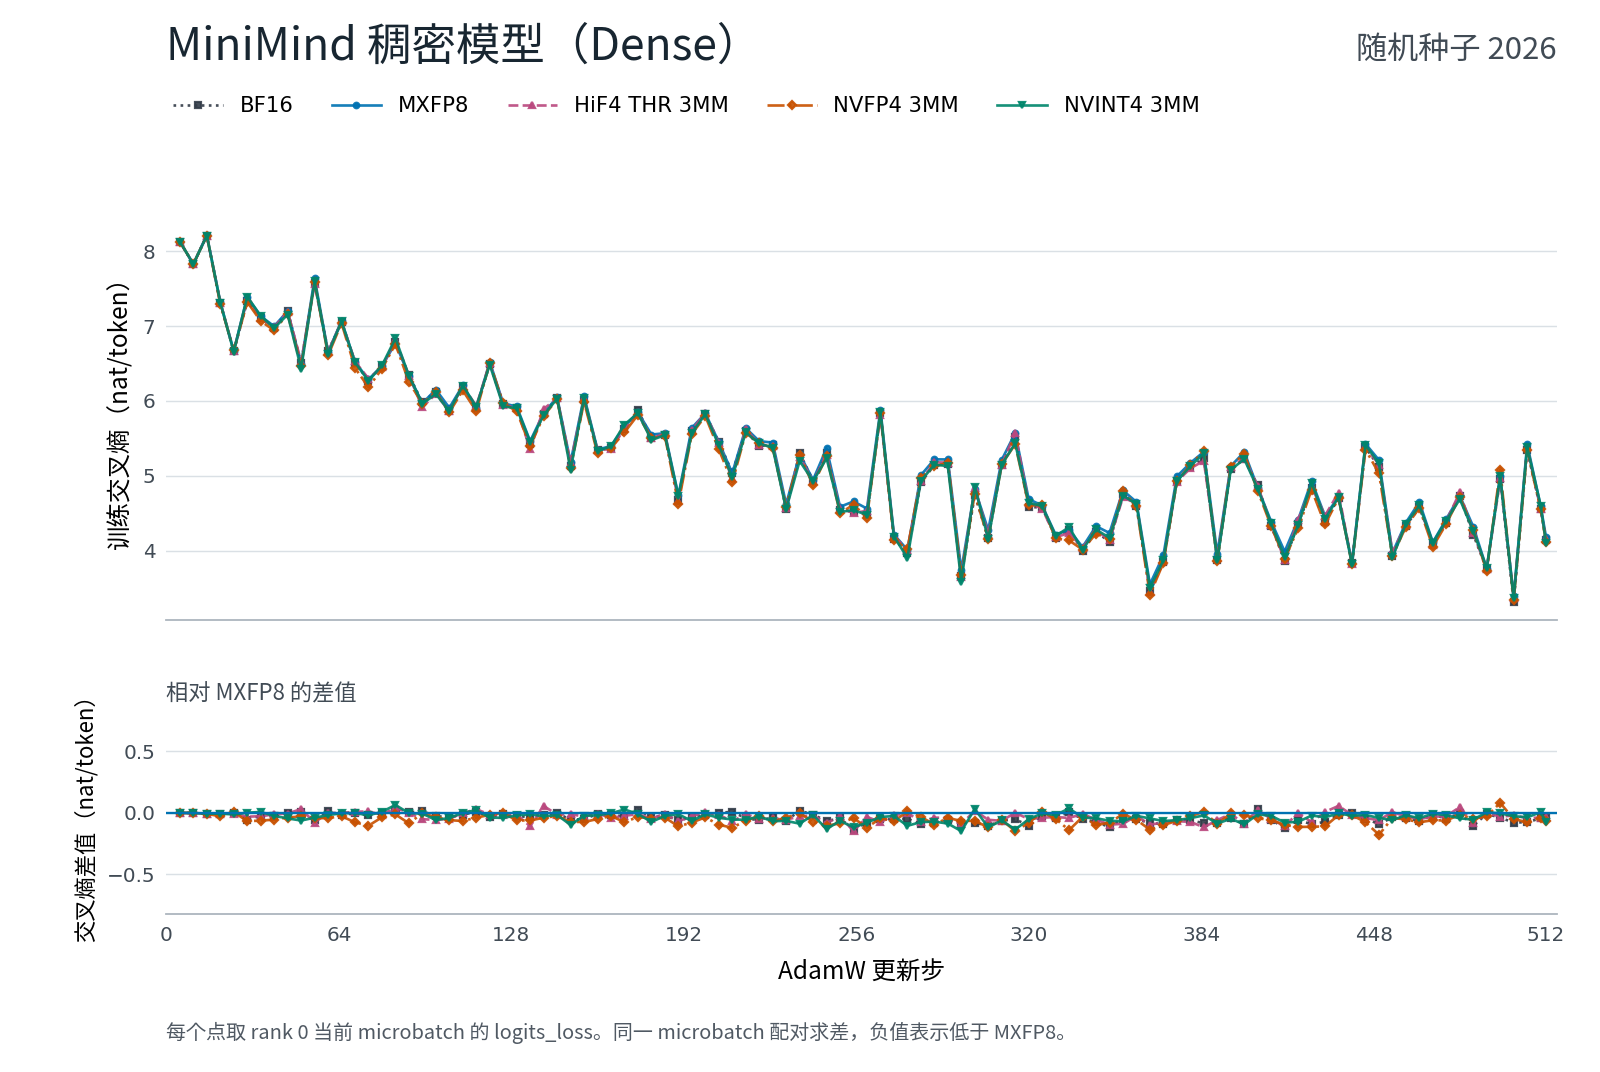 MiniMind 稠密模型（Dense）
随机种子 2026
BF16
MXFP8
HiF4 THR 3MM
NVFP4 3MM
NVINT4 3MM
训练交叉熵（nat/token）
8
7
6
5
4
相对 MXFP8 的差值
交叉熵差值（nat/token）
0.5
0.0
−0.5
0
64
128
192
256
320
384
448
512
AdamW 更新步
每个点取 rank 0 当前 microbatch 的 logits_loss。同一 microbatch 配对求差，负值表示低于 MXFP8。